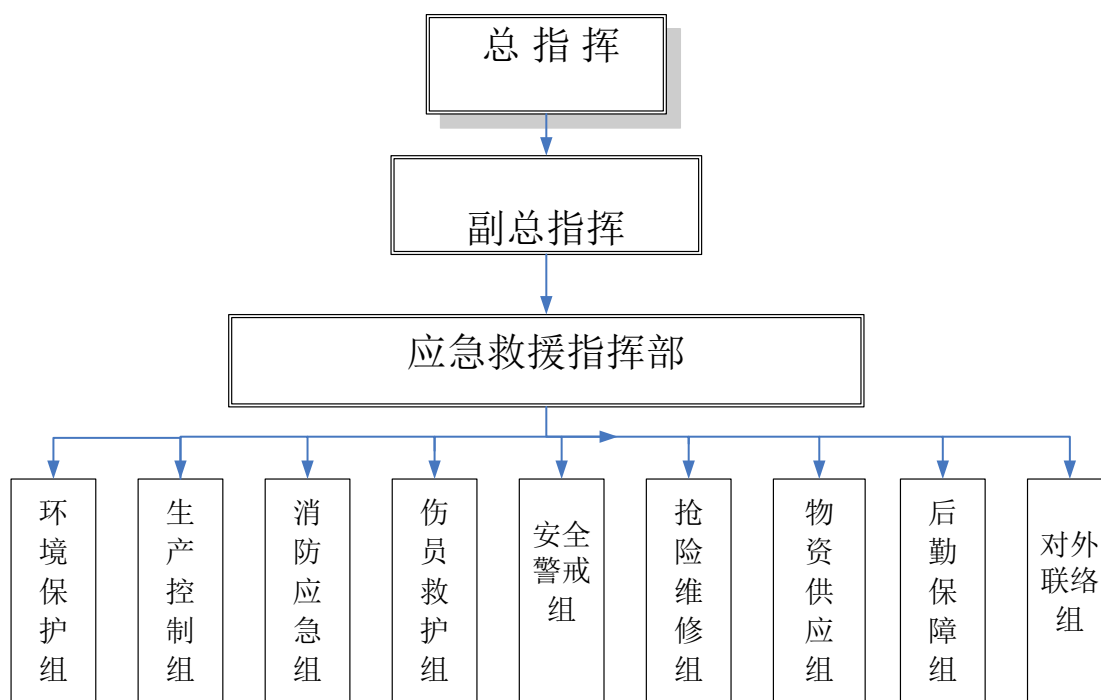 总指挥
副总指挥
应急救援指挥部
环境保护组
生产控制组
消防应急组
伤员救护组
安全
警戒
组
抢险维修组
物资供应组
后勤保障组
对外
联络
组